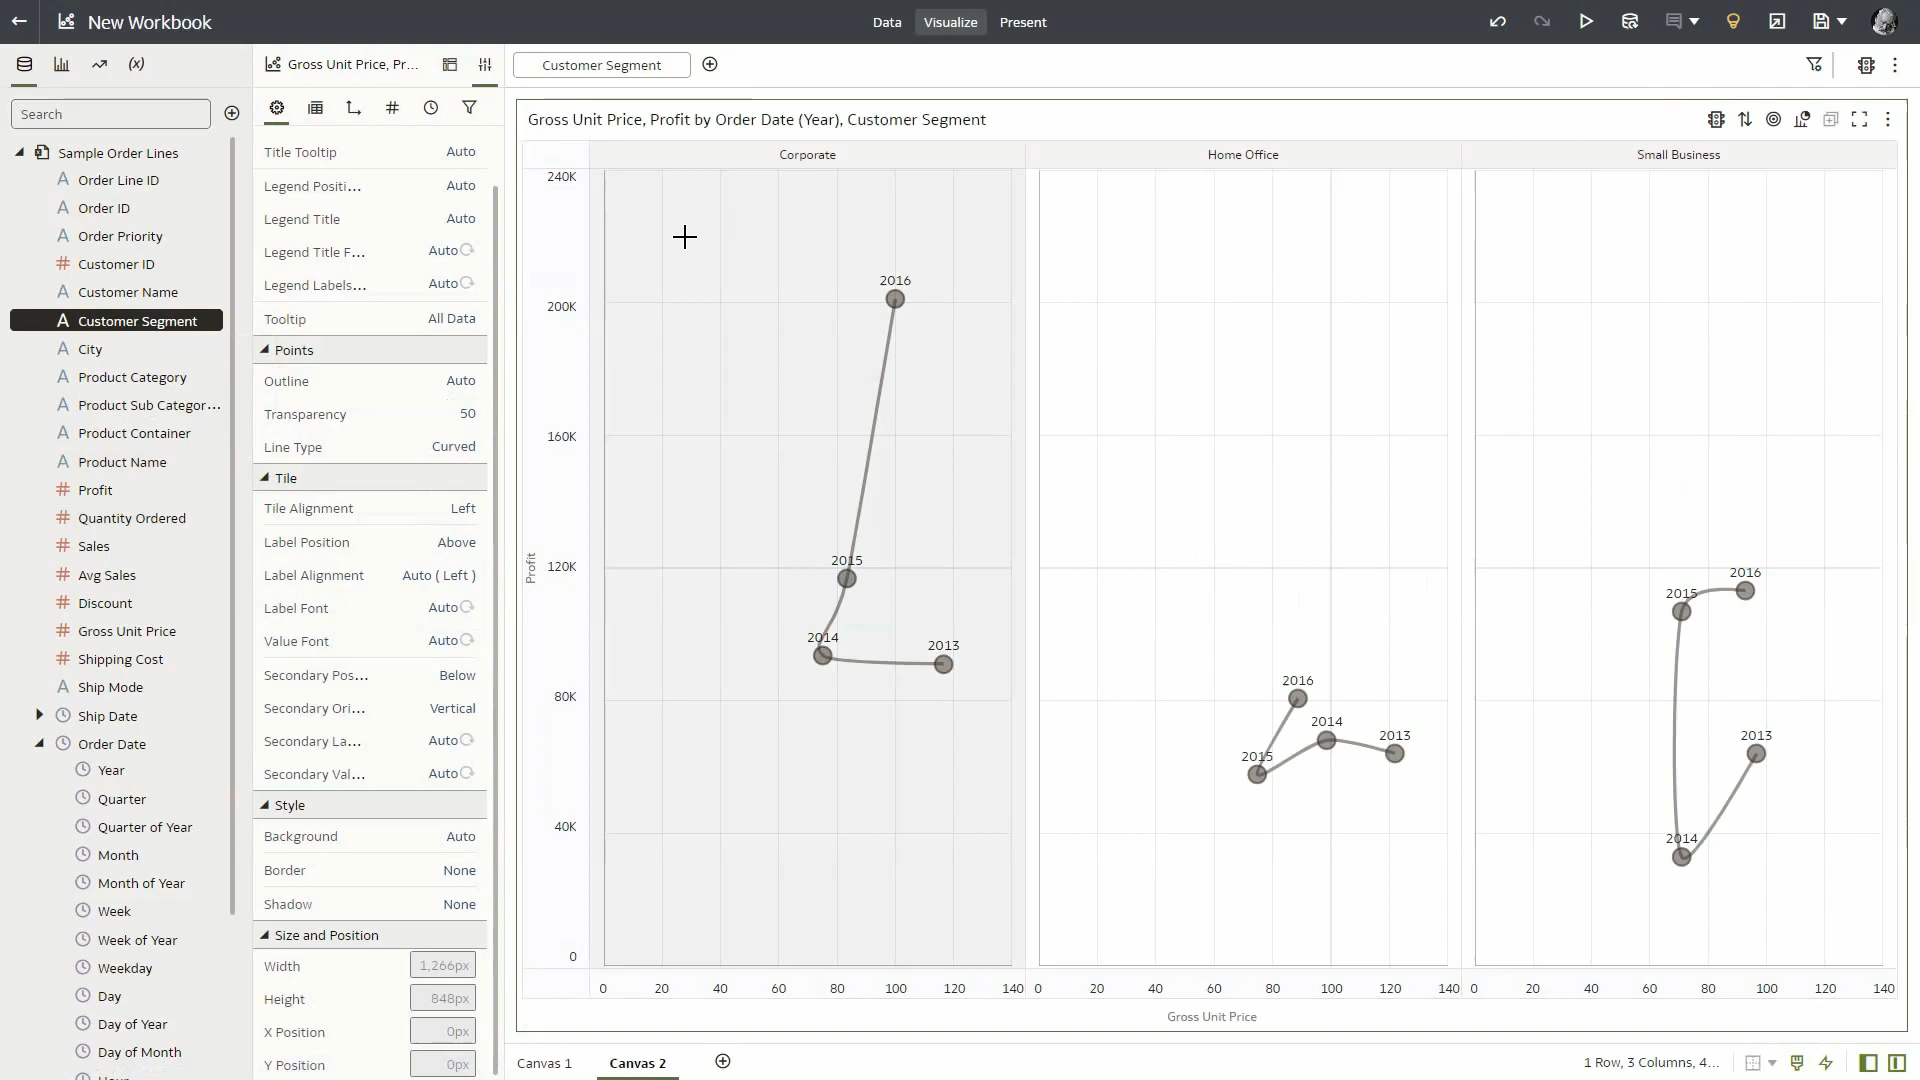 New Workbook
Data
Visualize
Present
(x)
Search
Sample Order Lines
A Order Line ID
A Order ID
A Order Priority
# Customer ID
A Customer Name
A Customer Segment
A City
A Product Category
A Product Sub Categor...
A Product Container
A Product Name
# Profit
# Quantity Ordered
# Sales
# Avg Sales
# Discount
# Gross Unit Price
# Shipping Cost
A Ship Mode
Ship Date
Order Date
Year
Quarter
Quarter of Year
Month
Month of Year
Week
Week of Year
Weekday
Day
Day of Year
Day of Month
Gross Unit Price, Pr...
#
Title Tooltip Auto
Legend Positi... Auto
Legend Title Auto
Legend Title F... Auto
Legend Labels... Auto
Tooltip All Data
Points
Outline Auto
Transparency 50
Line Type Curved
Tile
Tile Alignment Left
Label Position Above
Label Alignment Auto ( Left )
Label Font Auto
Value Font Auto
Secondary Pos... Below
Secondary Ori... Vertical
Secondary La... Auto
Secondary Val... Auto
Style
Background Auto
Border None
Shadow None
Size and Position
Width 1,266px
Height 848px
X Position 0px
Y Position 0px
Customer Segment
Gross Unit Price, Profit by Order Date (Year), Customer Segment
Corporate
Home Office
Small Business
Profit
240K
200K
160K
120K
80K
40K
0
2016
2015
2014
2013
2016
2014
2013
2015
2016
2015
2013
2014
0 20 40 60 80 100 120 140
0 20 40 60 80 100 120 140
0 20 40 60 80 100 120 140
Gross Unit Price
Canvas 1
Canvas 2
1 Row, 3 Columns, 4...